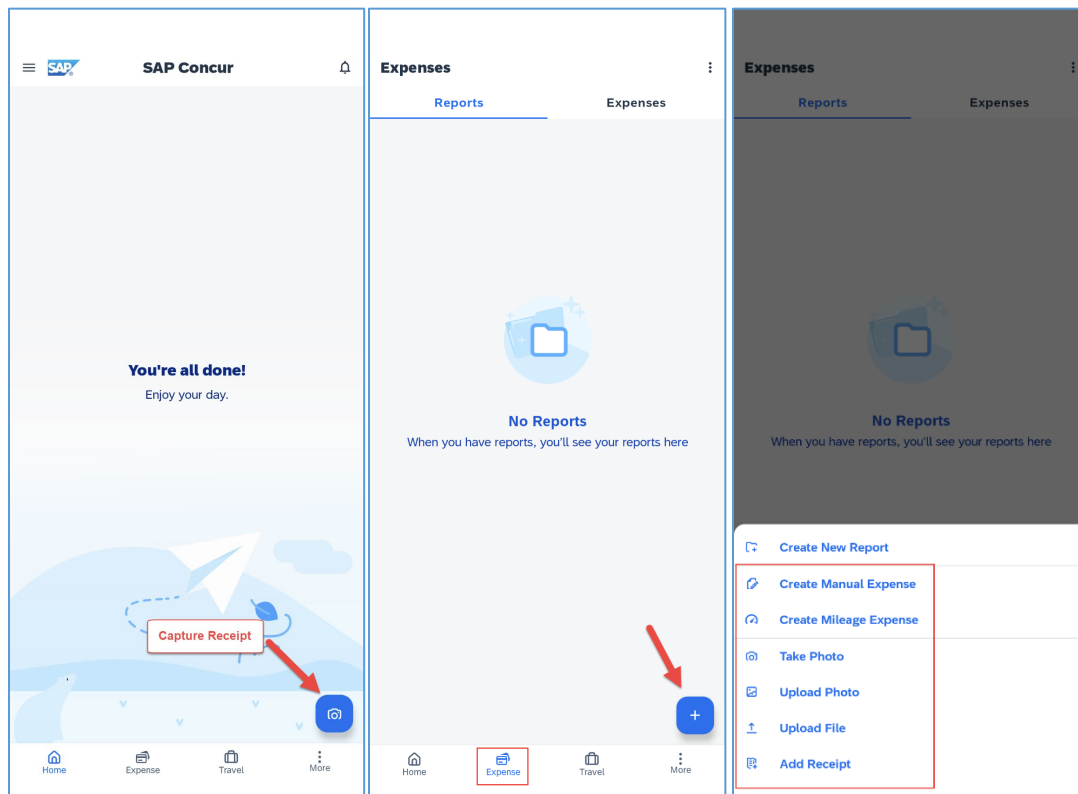 SAP SAP Concur
You're all done!
Enjoy your day.
Capture Receipt
Home Expense Travel More
Expenses
Reports Expenses
No Reports
When you have reports, you'll see your reports here
Home Expense Travel More
Expenses
Reports Expenses
No Reports
When you have reports, you'll see your reports here
Create New Report
Create Manual Expense
Create Mileage Expense
Take Photo
Upload Photo
Upload File
Add Receipt